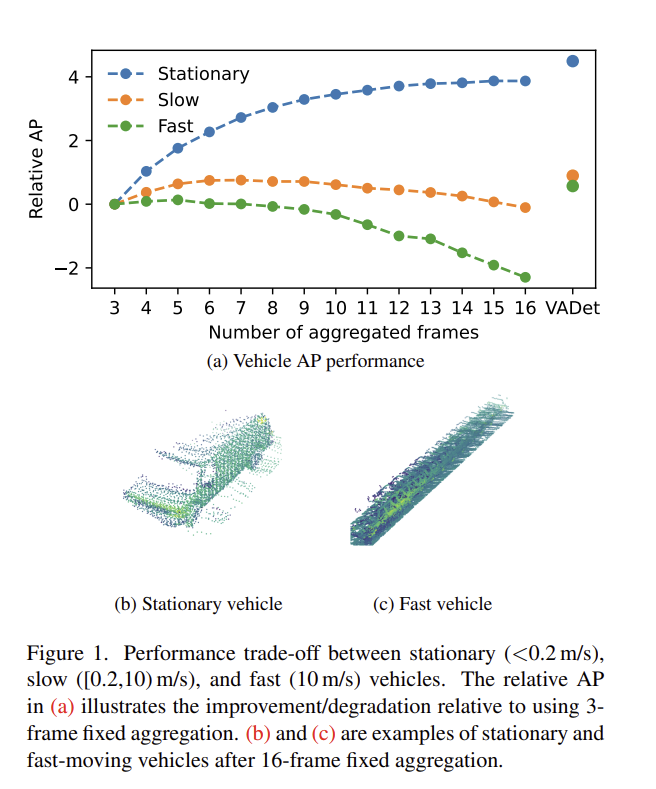 4
2
0
−2
Relative AP
Stationary
Slow
Fast
3 4 5 6 7 8 9 10 11 12 13 14 15 16 VADet
Number of aggregated frames
(a) Vehicle AP performance
(b) Stationary vehicle
(c) Fast vehicle
Figure 1. Performance trade-off between stationary (<0.2 m/s),
slow ([0.2,10) m/s), and fast (10 m/s) vehicles. The relative AP
in (a) illustrates the improvement/degradation relative to using 3-
frame fixed aggregation. (b) and (c) are examples of stationary and
fast-moving vehicles after 16-frame fixed aggregation.